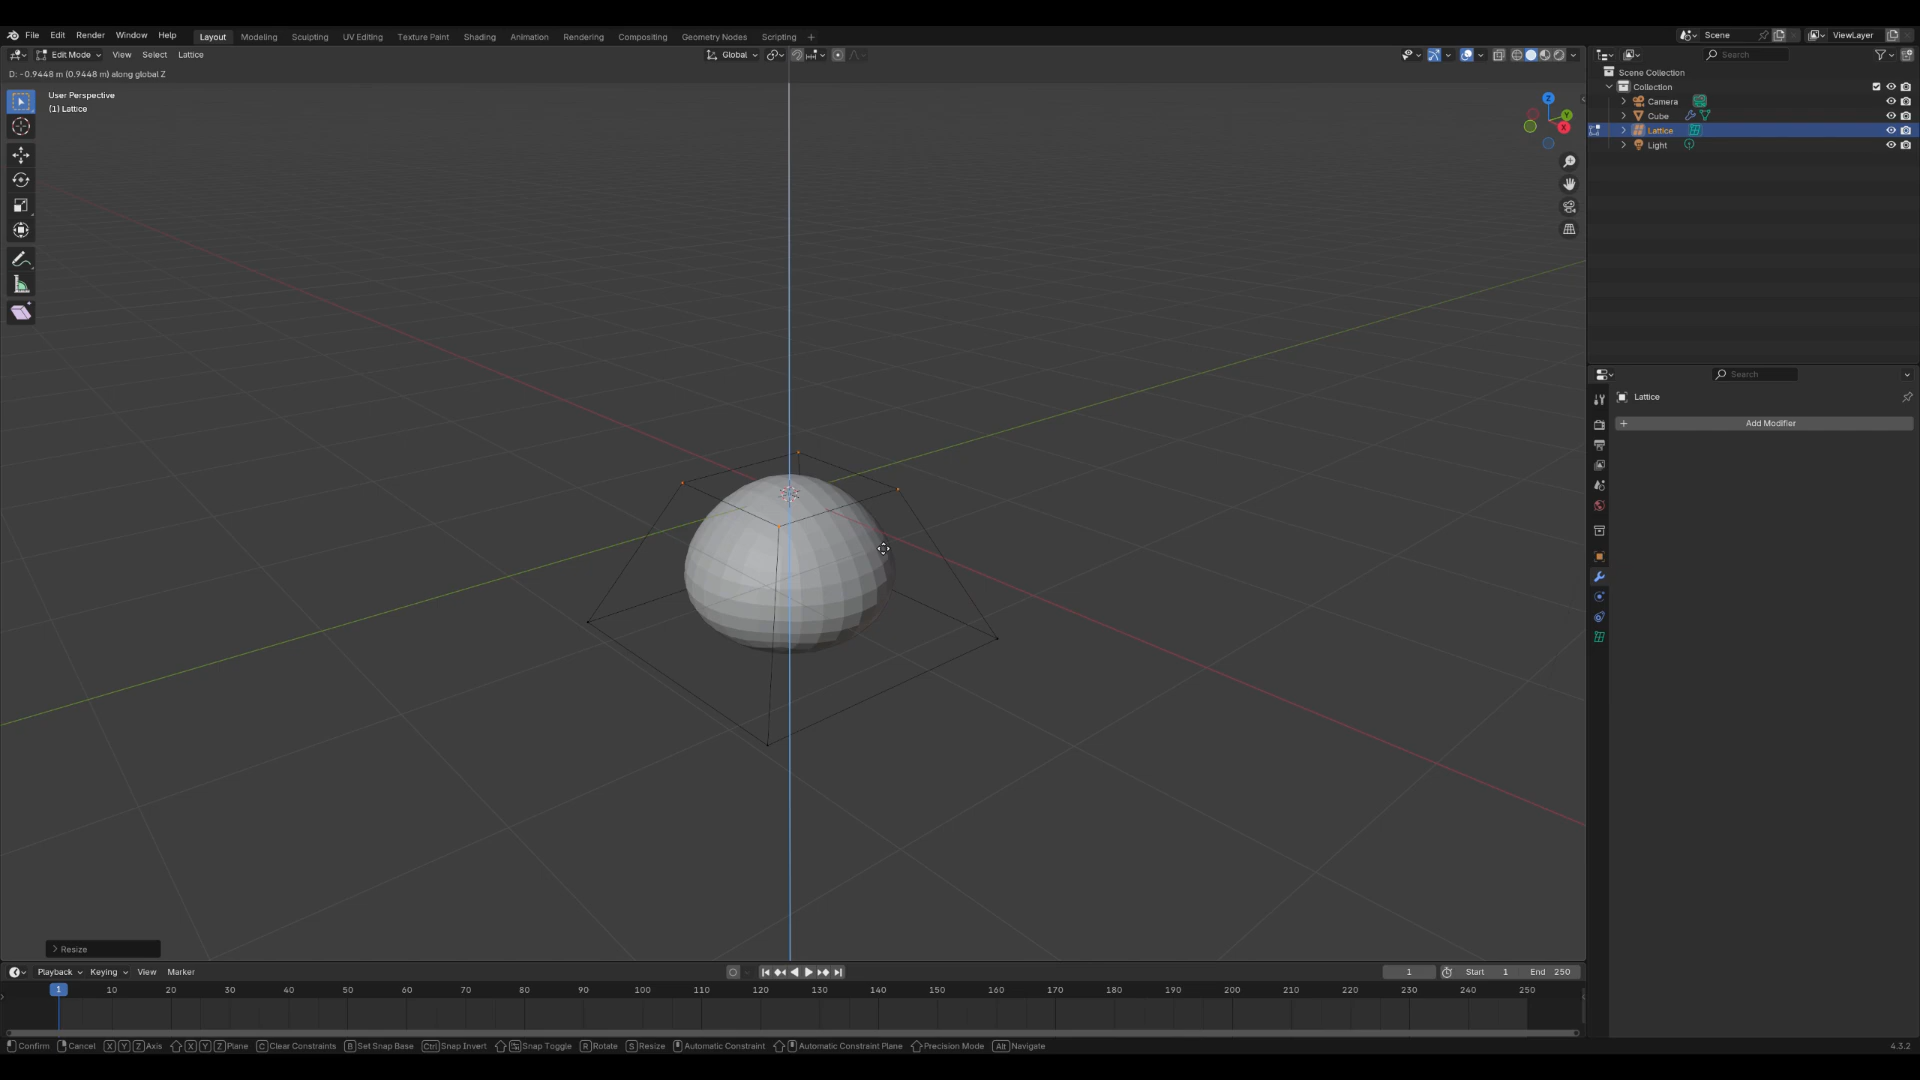 File Edit Render Window Help Layout Modeling Sculpting UV Editing Texture Paint Shading Animation Rendering Compositing Geometry Nodes Scripting + Scene ViewLayer
Edit Mode View Select Lattice Global Search
D: -0.9448 m (0.9448 m) along global Z
Scene Collection
Collection
User Perspective
(1) Lattice
Camera
Cube
Lattice
Light
Z
Y
X
Search
Lattice
+ Add Modifier
> Resize
Playback Keying View Marker 1 Start 1 End 250
1 10 20 30 40 50 60 70 80 90 100 110 120 130 140 150 160 170 180 190 200 210 220 230 240 250
Confirm Cancel X Y Z Axis X Y Z Plane C Clear Constraints B Set Snap Base Ctrl Snap Invert Snap Toggle R Rotate S Resize Automatic Constraint Automatic Constraint Plane Precision Mode Alt Navigate 4.3.2